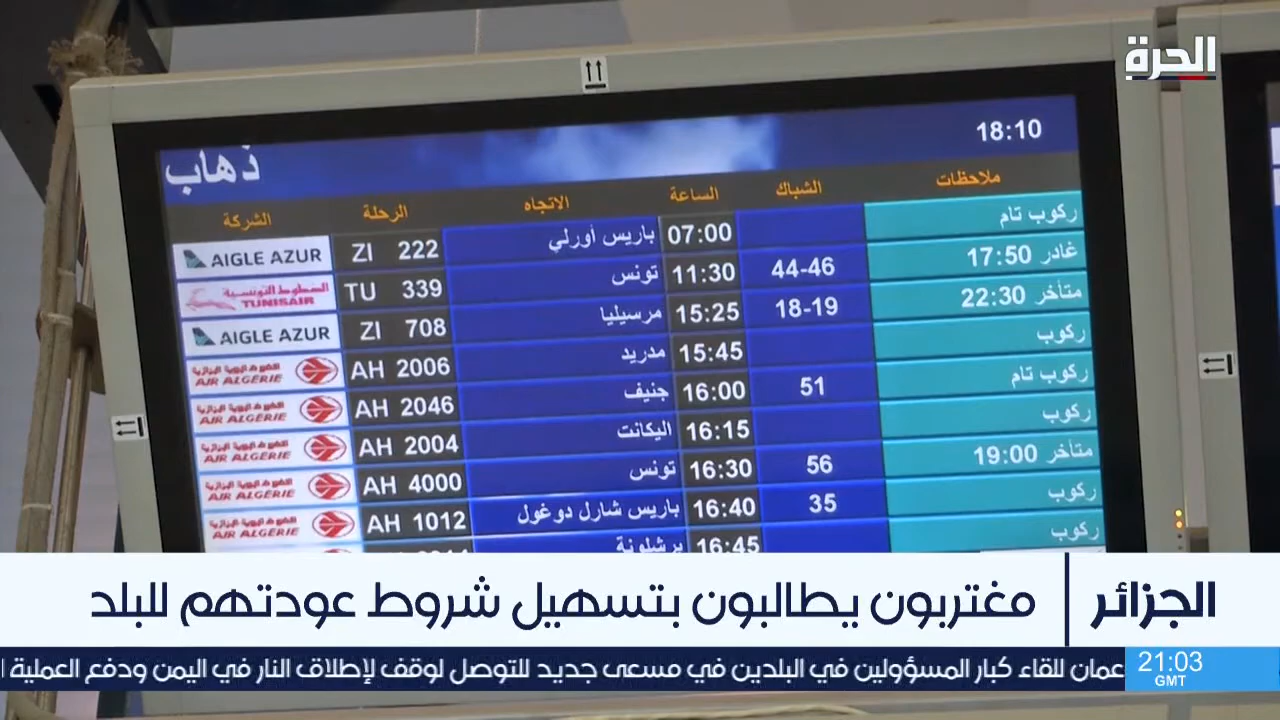 الحرة
ذهاب 18:10
الشركة الرحلة الاتجاه الساعة الشباك ملاحظات
AIGLE AZUR ZI 222 باريس أورلي 07:00 ركوب تام
الخطوط التونسية TUNISAIR TU 339 تونس 11:30 44-46 غادر 17:50
AIGLE AZUR ZI 708 مرسيليا 15:25 18-19 متأخر 22:30
AIR ALGERIE AH 2006 مدريد 15:45 ركوب
AIR ALGERIE AH 2046 جنيف 16:00 51 ركوب تام
AIR ALGERIE AH 2004 اليكانت 16:15 ركوب
AIR ALGERIE AH 4000 تونس 16:30 56 متأخر 19:00
AIR ALGERIE AH 1012 باريس شارل دوغول 16:40 35 ركوب
برشلونة 16:45 ركوب
الجزائر مغتربون يطالبون بتسهيل شروط عودتهم للبلد
عمان للقاء كبار المسؤولين في البلدين في مسعى جديد للتوصل لوقف لإطلاق النار في اليمن ودفع العملية
21:03
GMT